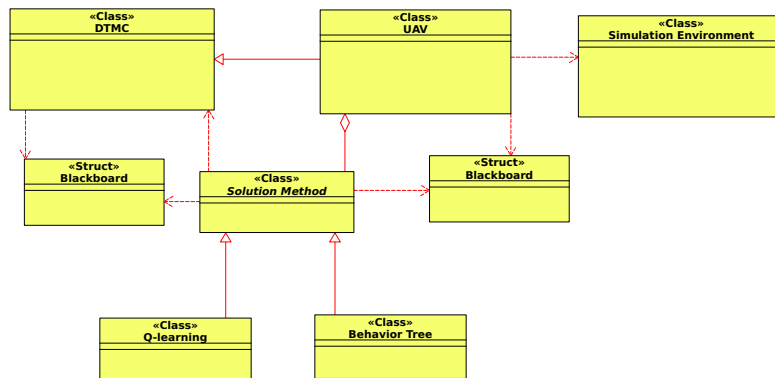 «Class»
DTMC
«Class»
UAV
«Class»
Simulation Environment
«Struct»
Blackboard
«Class»
Solution Method
«Struct»
Blackboard
«Class»
Q-learning
«Class»
Behavior Tree